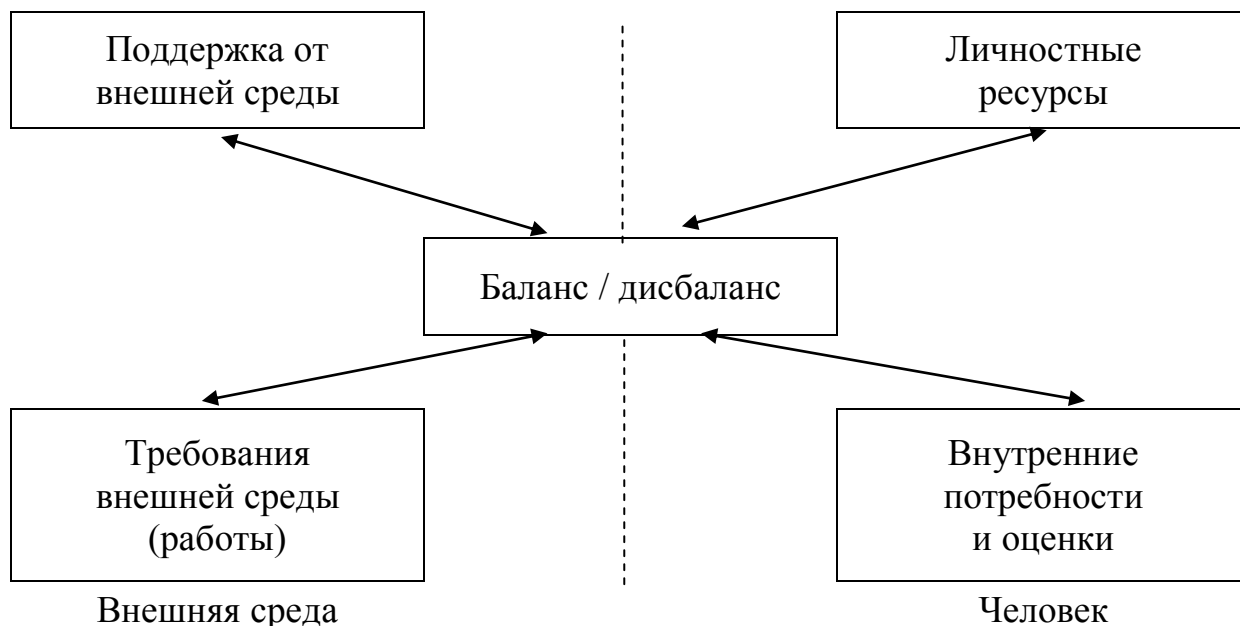 Поддержка от
внешней среды
Личностные
ресурсы
Баланс / дисбаланс
Требования
внешней среды
(работы)
Внутренние
потребности
и оценки
Внешняя среда
Человек